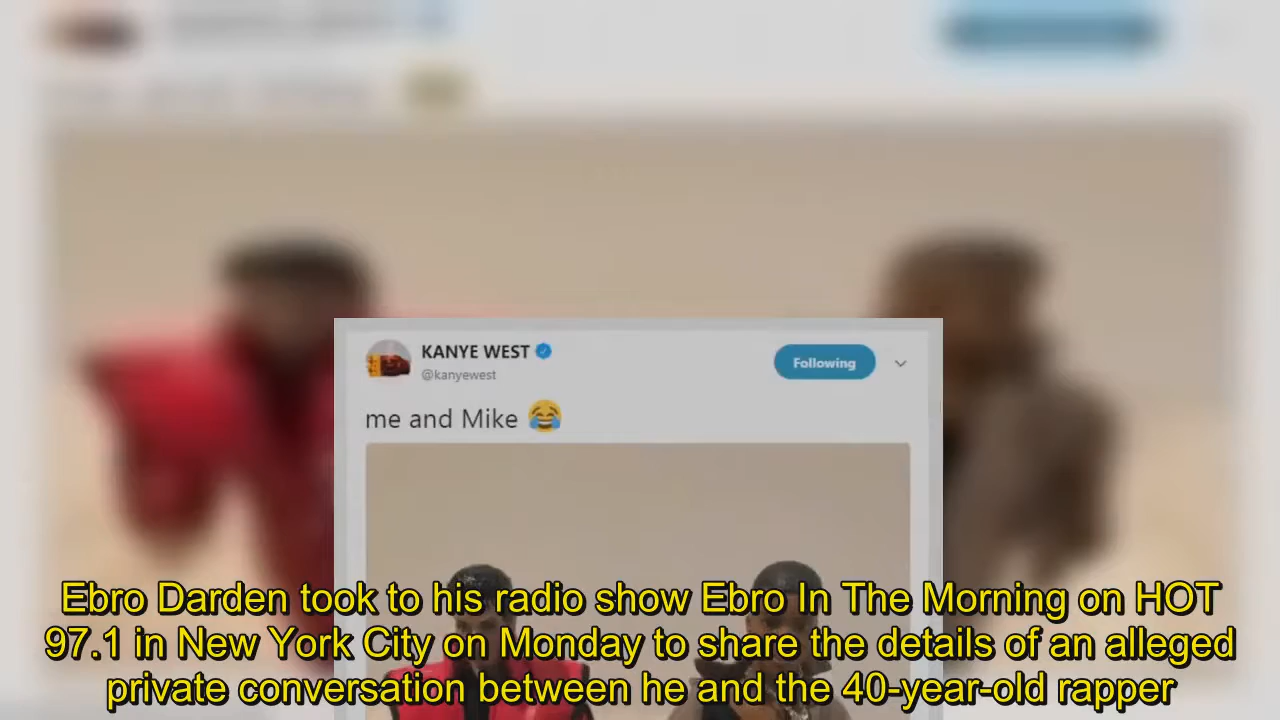 KANYE WEST
Following
@kanyewest
me and Mike 😂
Ebro Darden took to his radio show Ebro In The Morning on HOT
97.1 in New York City on Monday to share the details of an alleged
private conversation between he and the 40-year-old rapper